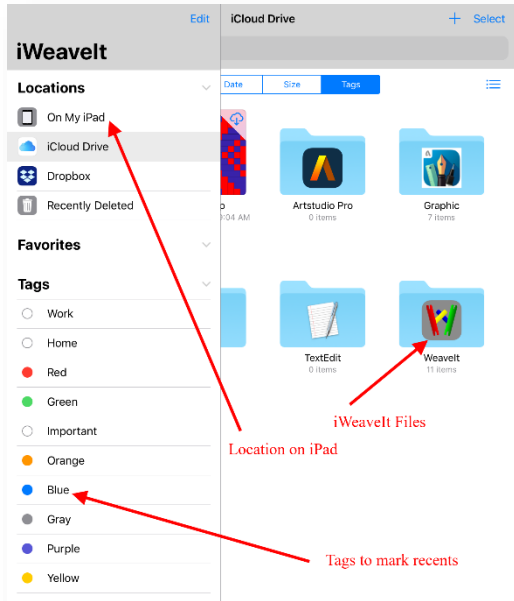 Edit
iCloud Drive
+ Select
iWeaveIt
Locations
On My iPad
iCloud Drive
Dropbox
Recently Deleted
Favorites
Tags
Work
Home
Red
Green
Important
Orange
Blue
Gray
Purple
Yellow
Date Size Tags
Artstudio Pro
0 items
Graphic
7 items
:04 AM
TextEdit
0 items
WeaveIt
11 items
iWeaveIt Files
Location on iPad
Tags to mark recents